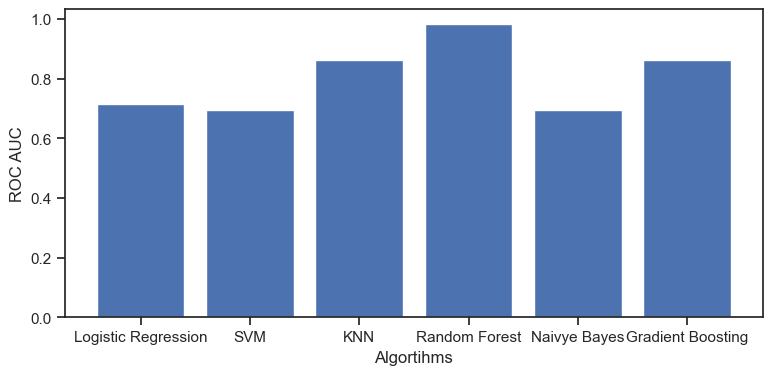 1.0
0.8
0.6
0.4
0.2
0.0
ROC AUC
Logistic Regression SVM KNN Random Forest Naivye Bayes Gradient Boosting
Algortihms